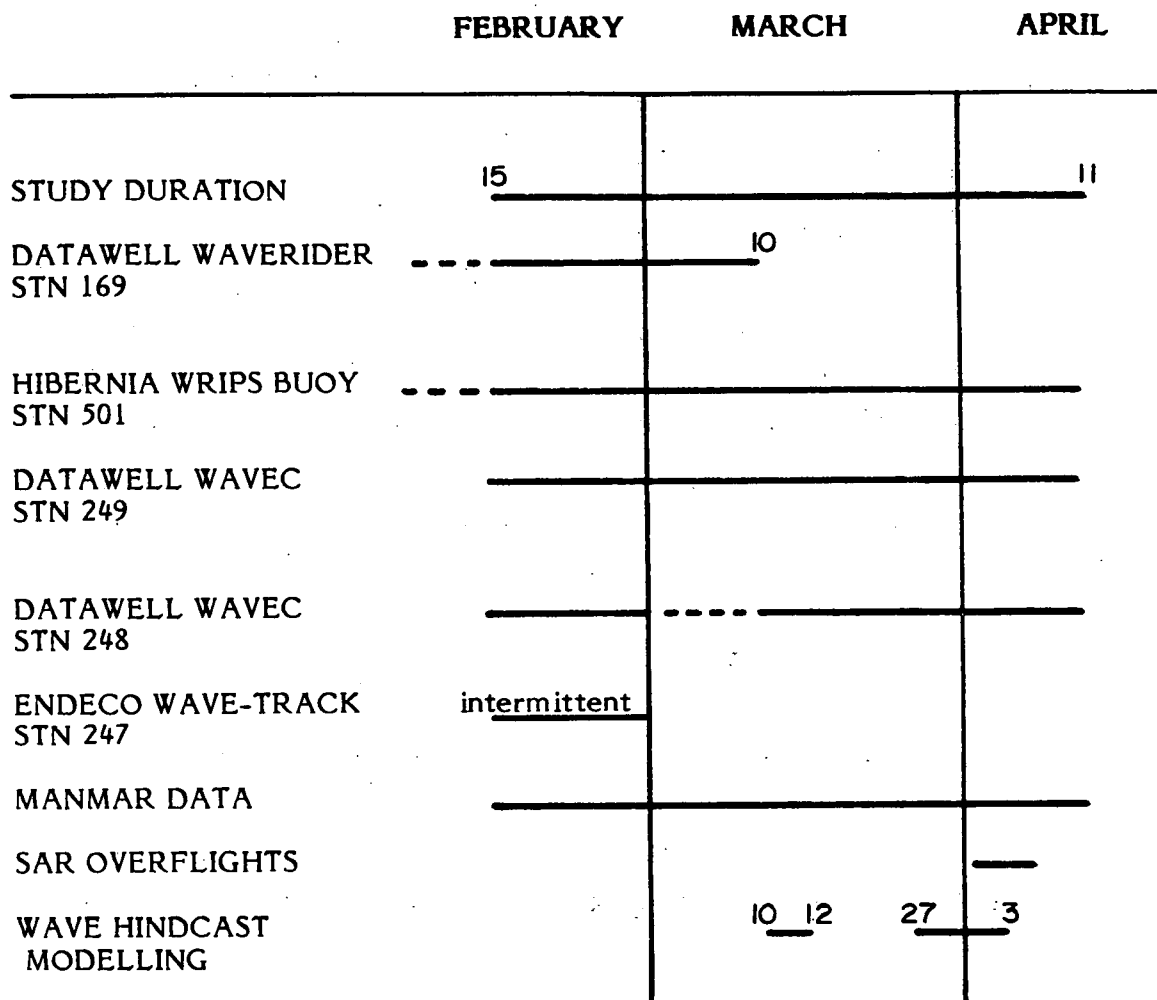 FEBRUARY MARCH APRIL
STUDY DURATION 15 11
DATAWELL WAVERIDER 10
STN 169
HIBERNIA WRIPS BUOY
STN 501
DATAWELL WAVEC
STN 249
DATAWELL WAVEC
STN 248
ENDECO WAVE-TRACK intermittent
STN 247
MANMAR DATA
SAR OVERFLIGHTS
WAVE HINDCAST 10 12 27 3
MODELLING